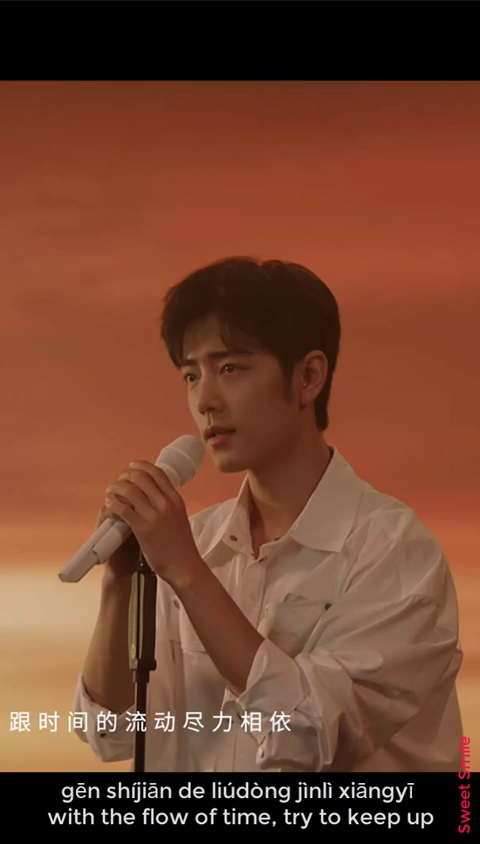 跟时间的流动尽力相依
gēn shíjiān de liúdòng jìnlì xiāngyī
with the flow of time, try to keep up
Sweet Smile